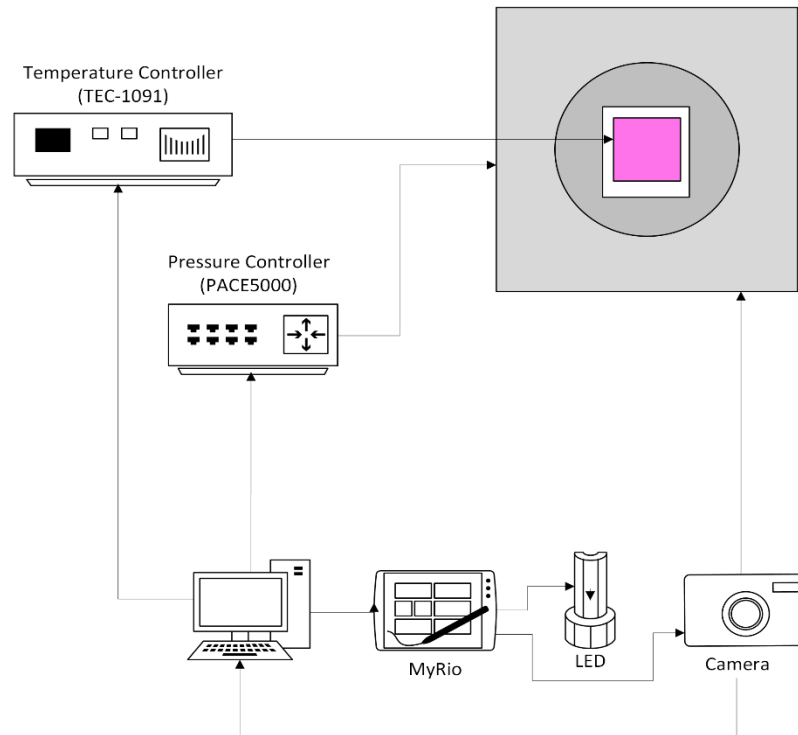 Temperature Controller
(TEC-1091)
Pressure Controller
(PACE5000)
MyRio
LED
Camera